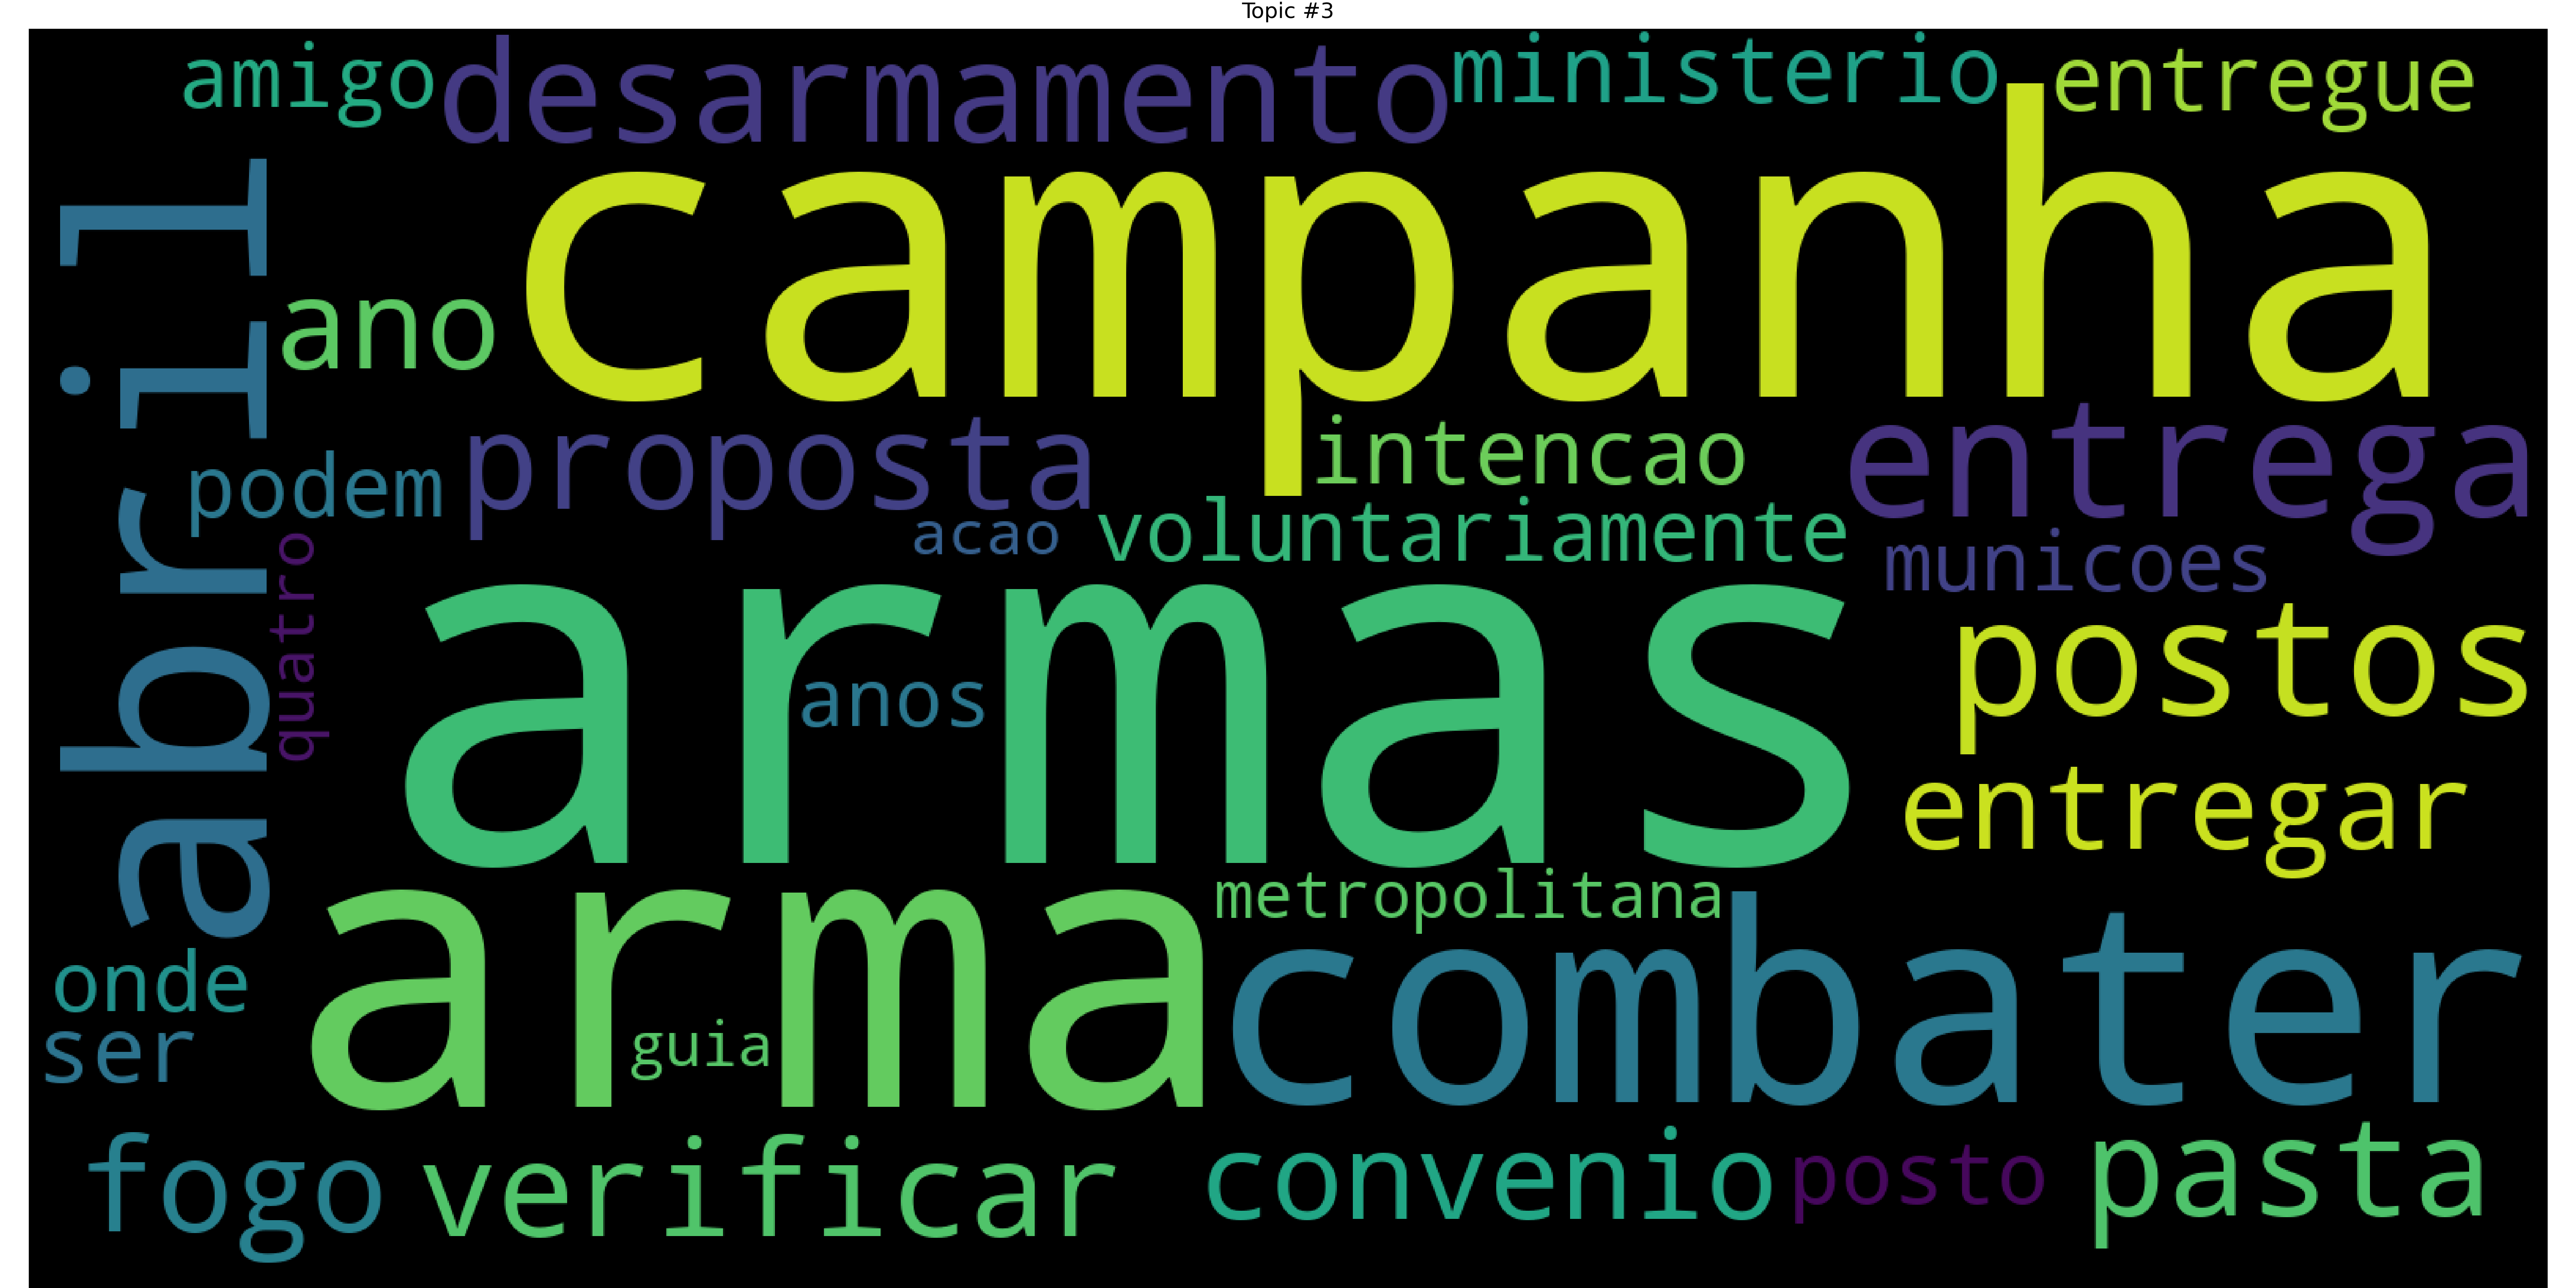 Topic #3
amigo
desarmamento
ministerio
entregue
campanha
abril
ano
proposta
intencao
entrega
podem
acao
voluntariamente
municoes
quatro
armas
anos
postos
entregar
arma
metropolitana
combater
onde
ser
guia
fogo
verificar
convenio
posto
pasta